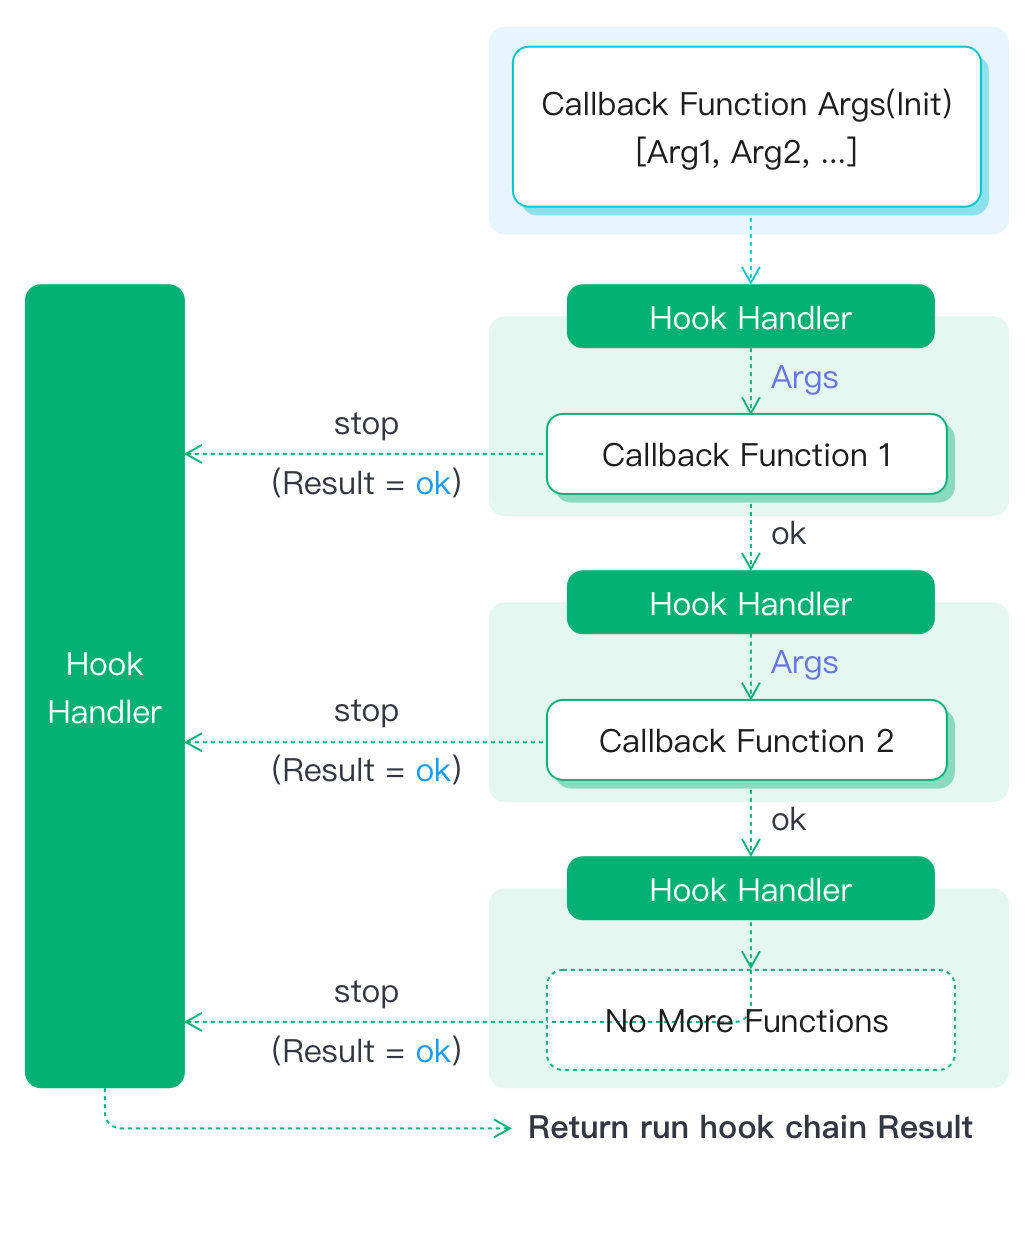 Callback Function Args(Init)
[Arg1, Arg2, ...]
Hook Handler
Args
stop
Callback Function 1
(Result = ok)
ok
Hook Handler
Args
Hook
Handler
stop
Callback Function 2
(Result = ok)
ok
Hook Handler
stop
No More Functions
(Result = ok)
Return run hook chain Result